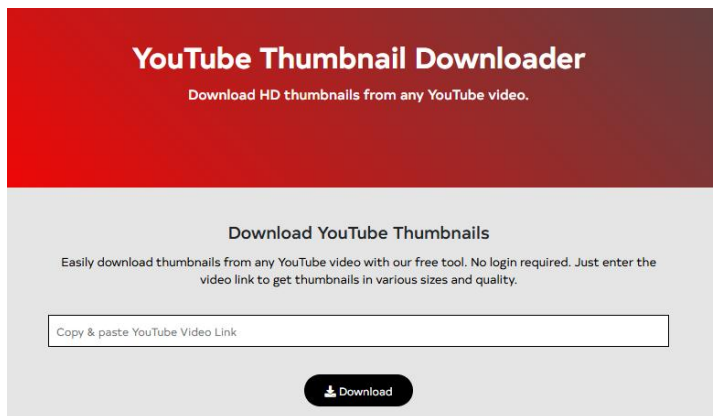 YouTube Thumbnail Downloader
Download HD thumbnails from any YouTube video.
Download YouTube Thumbnails
Easily download thumbnails from any YouTube video with our free tool. No login required. Just enter the
video link to get thumbnails in various sizes and quality.
Copy & paste YouTube Video Link
Download